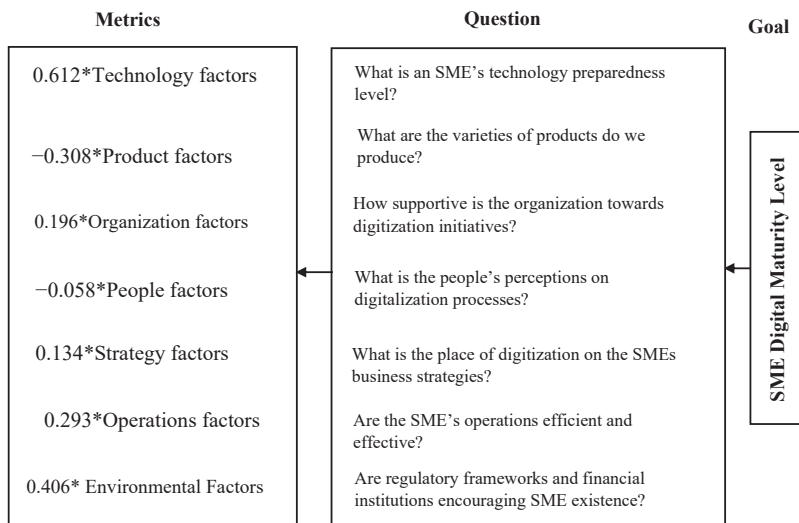 Metrics
Question
Goal
0.612*Technology factors
−0.308*Product factors
0.196*Organization factors
−0.058*People factors
0.134*Strategy factors
0.293*Operations factors
0.406* Environmental Factors
What is an SME’s technology preparedness
level?
What are the varieties of products do we
produce?
How supportive is the organization towards
digitization initiatives?
What is the people’s perceptions on
digitalization processes?
What is the place of digitization on the SMEs
business strategies?
Are the SME’s operations efficient and
effective?
Are regulatory frameworks and financial
institutions encouraging SME existence?
SME Digital Maturity Level